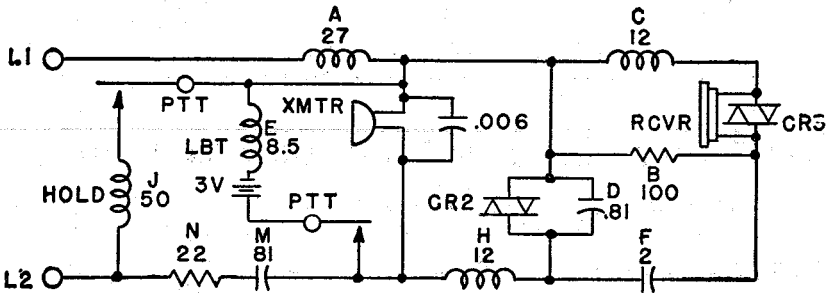 A
27
C
12
L1
PTT
XMTR
.006
RCVR
CR3
LBT
E
8.5
3V
PTT
B
100
HOLD
J
50
CR2
D
.81
N
22
M
81
H
12
F
2
L2